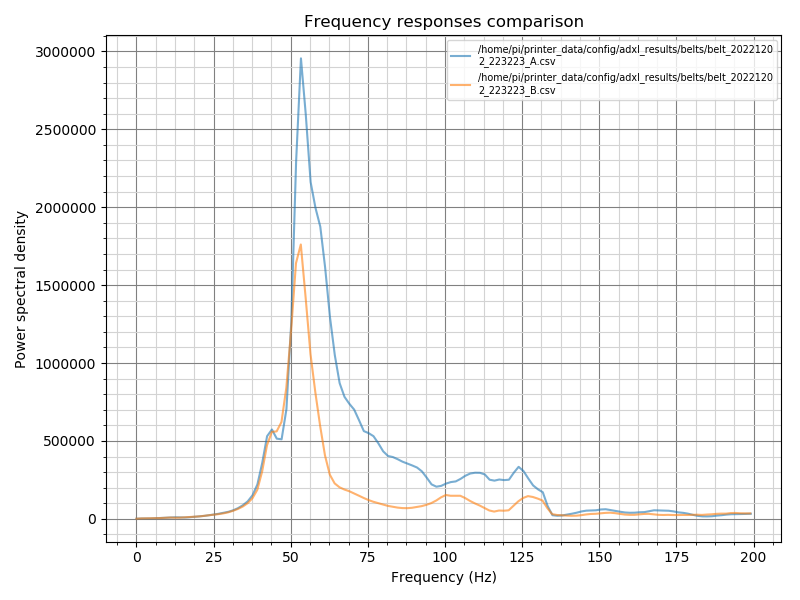 Frequency responses comparison
/home/pi/printer_data/config/adxl_results/belts/belt_2022120
2_223223_A.csv
/home/pi/printer_data/config/adxl_results/belts/belt_2022120
2_223223_B.csv
3000000
2500000
2000000
1500000
1000000
500000
0
Power spectral density
0 25 50 75 100 125 150 175 200
Frequency (Hz)